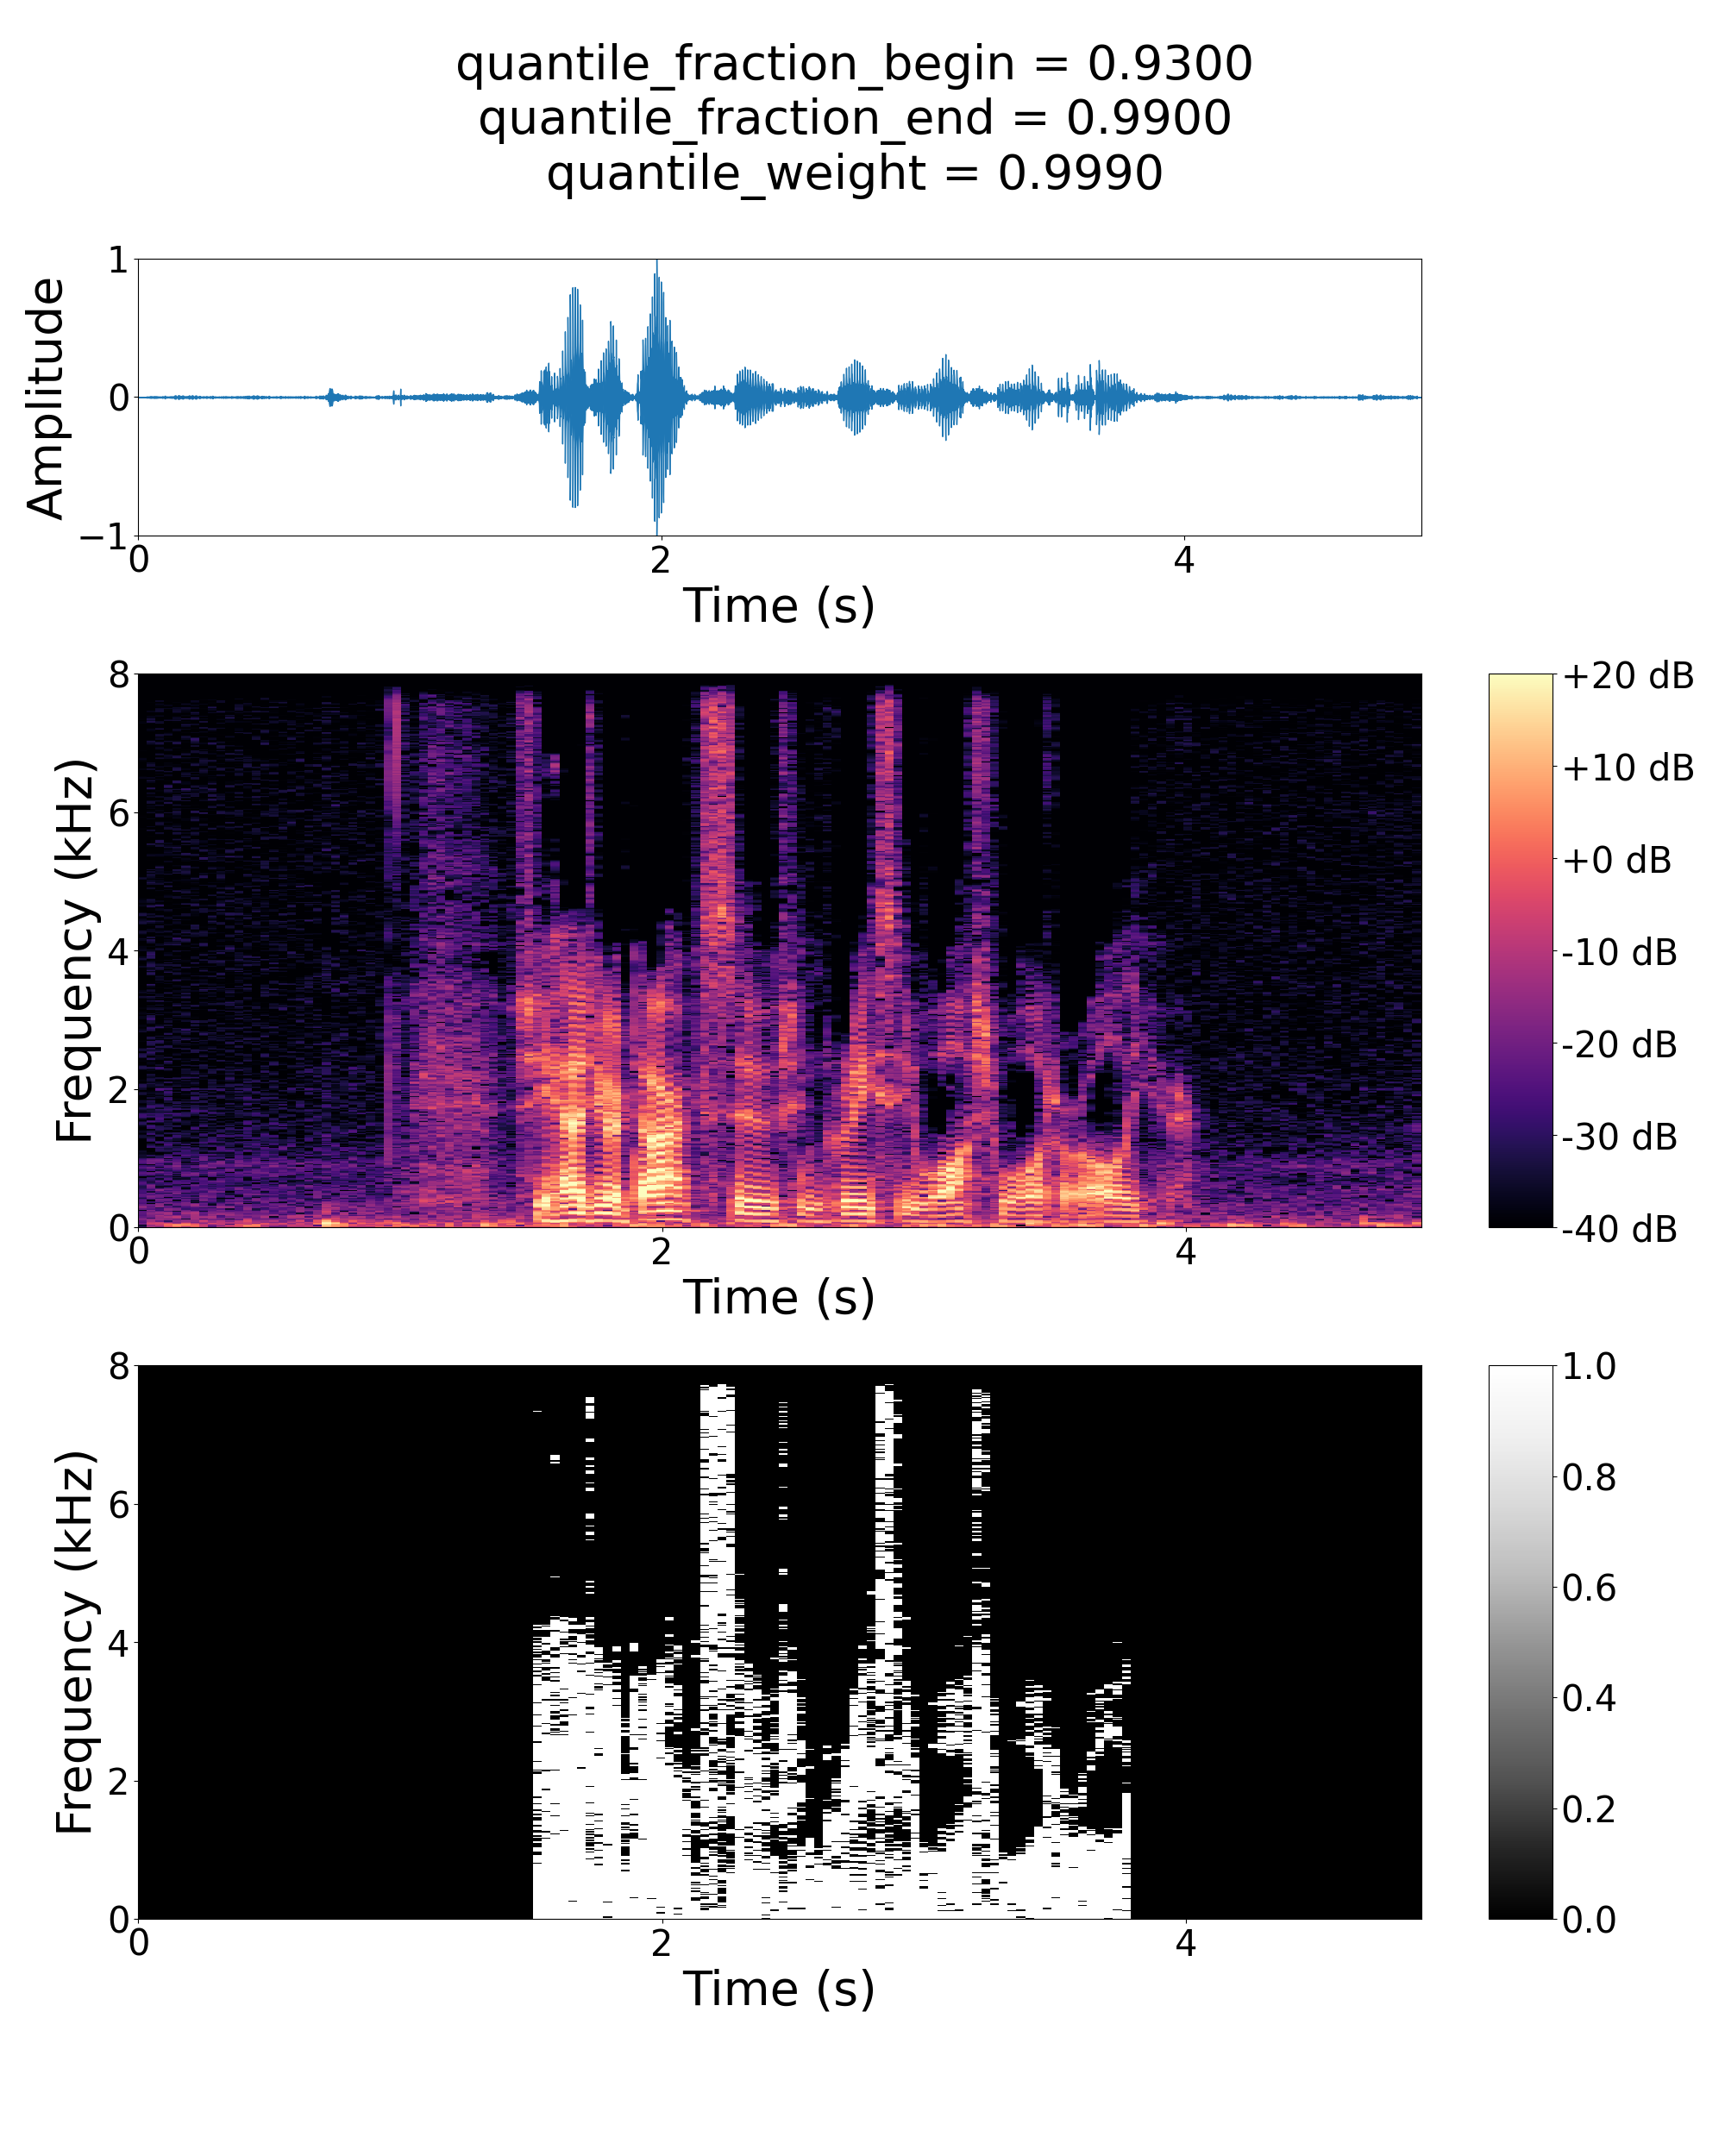 quantile_fraction_begin = 0.9300
quantile_fraction_end = 0.9900
quantile_weight = 0.9990
1
0
−1
Amplitude
0 2 4
Time (s)
8
6
4
2
0
Frequency (kHz)
0 2 4
Time (s)
+20 dB
+10 dB
+0 dB
-10 dB
-20 dB
-30 dB
-40 dB
8
6
4
2
0
Frequency (kHz)
0 2 4
Time (s)
1.0
0.8
0.6
0.4
0.2
0.0